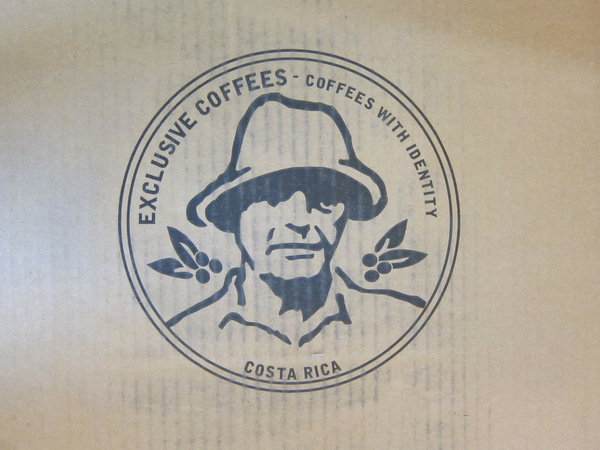 EXCLUSIVE COFFEES - COFFEES WITH IDENTITY
COSTA RICA